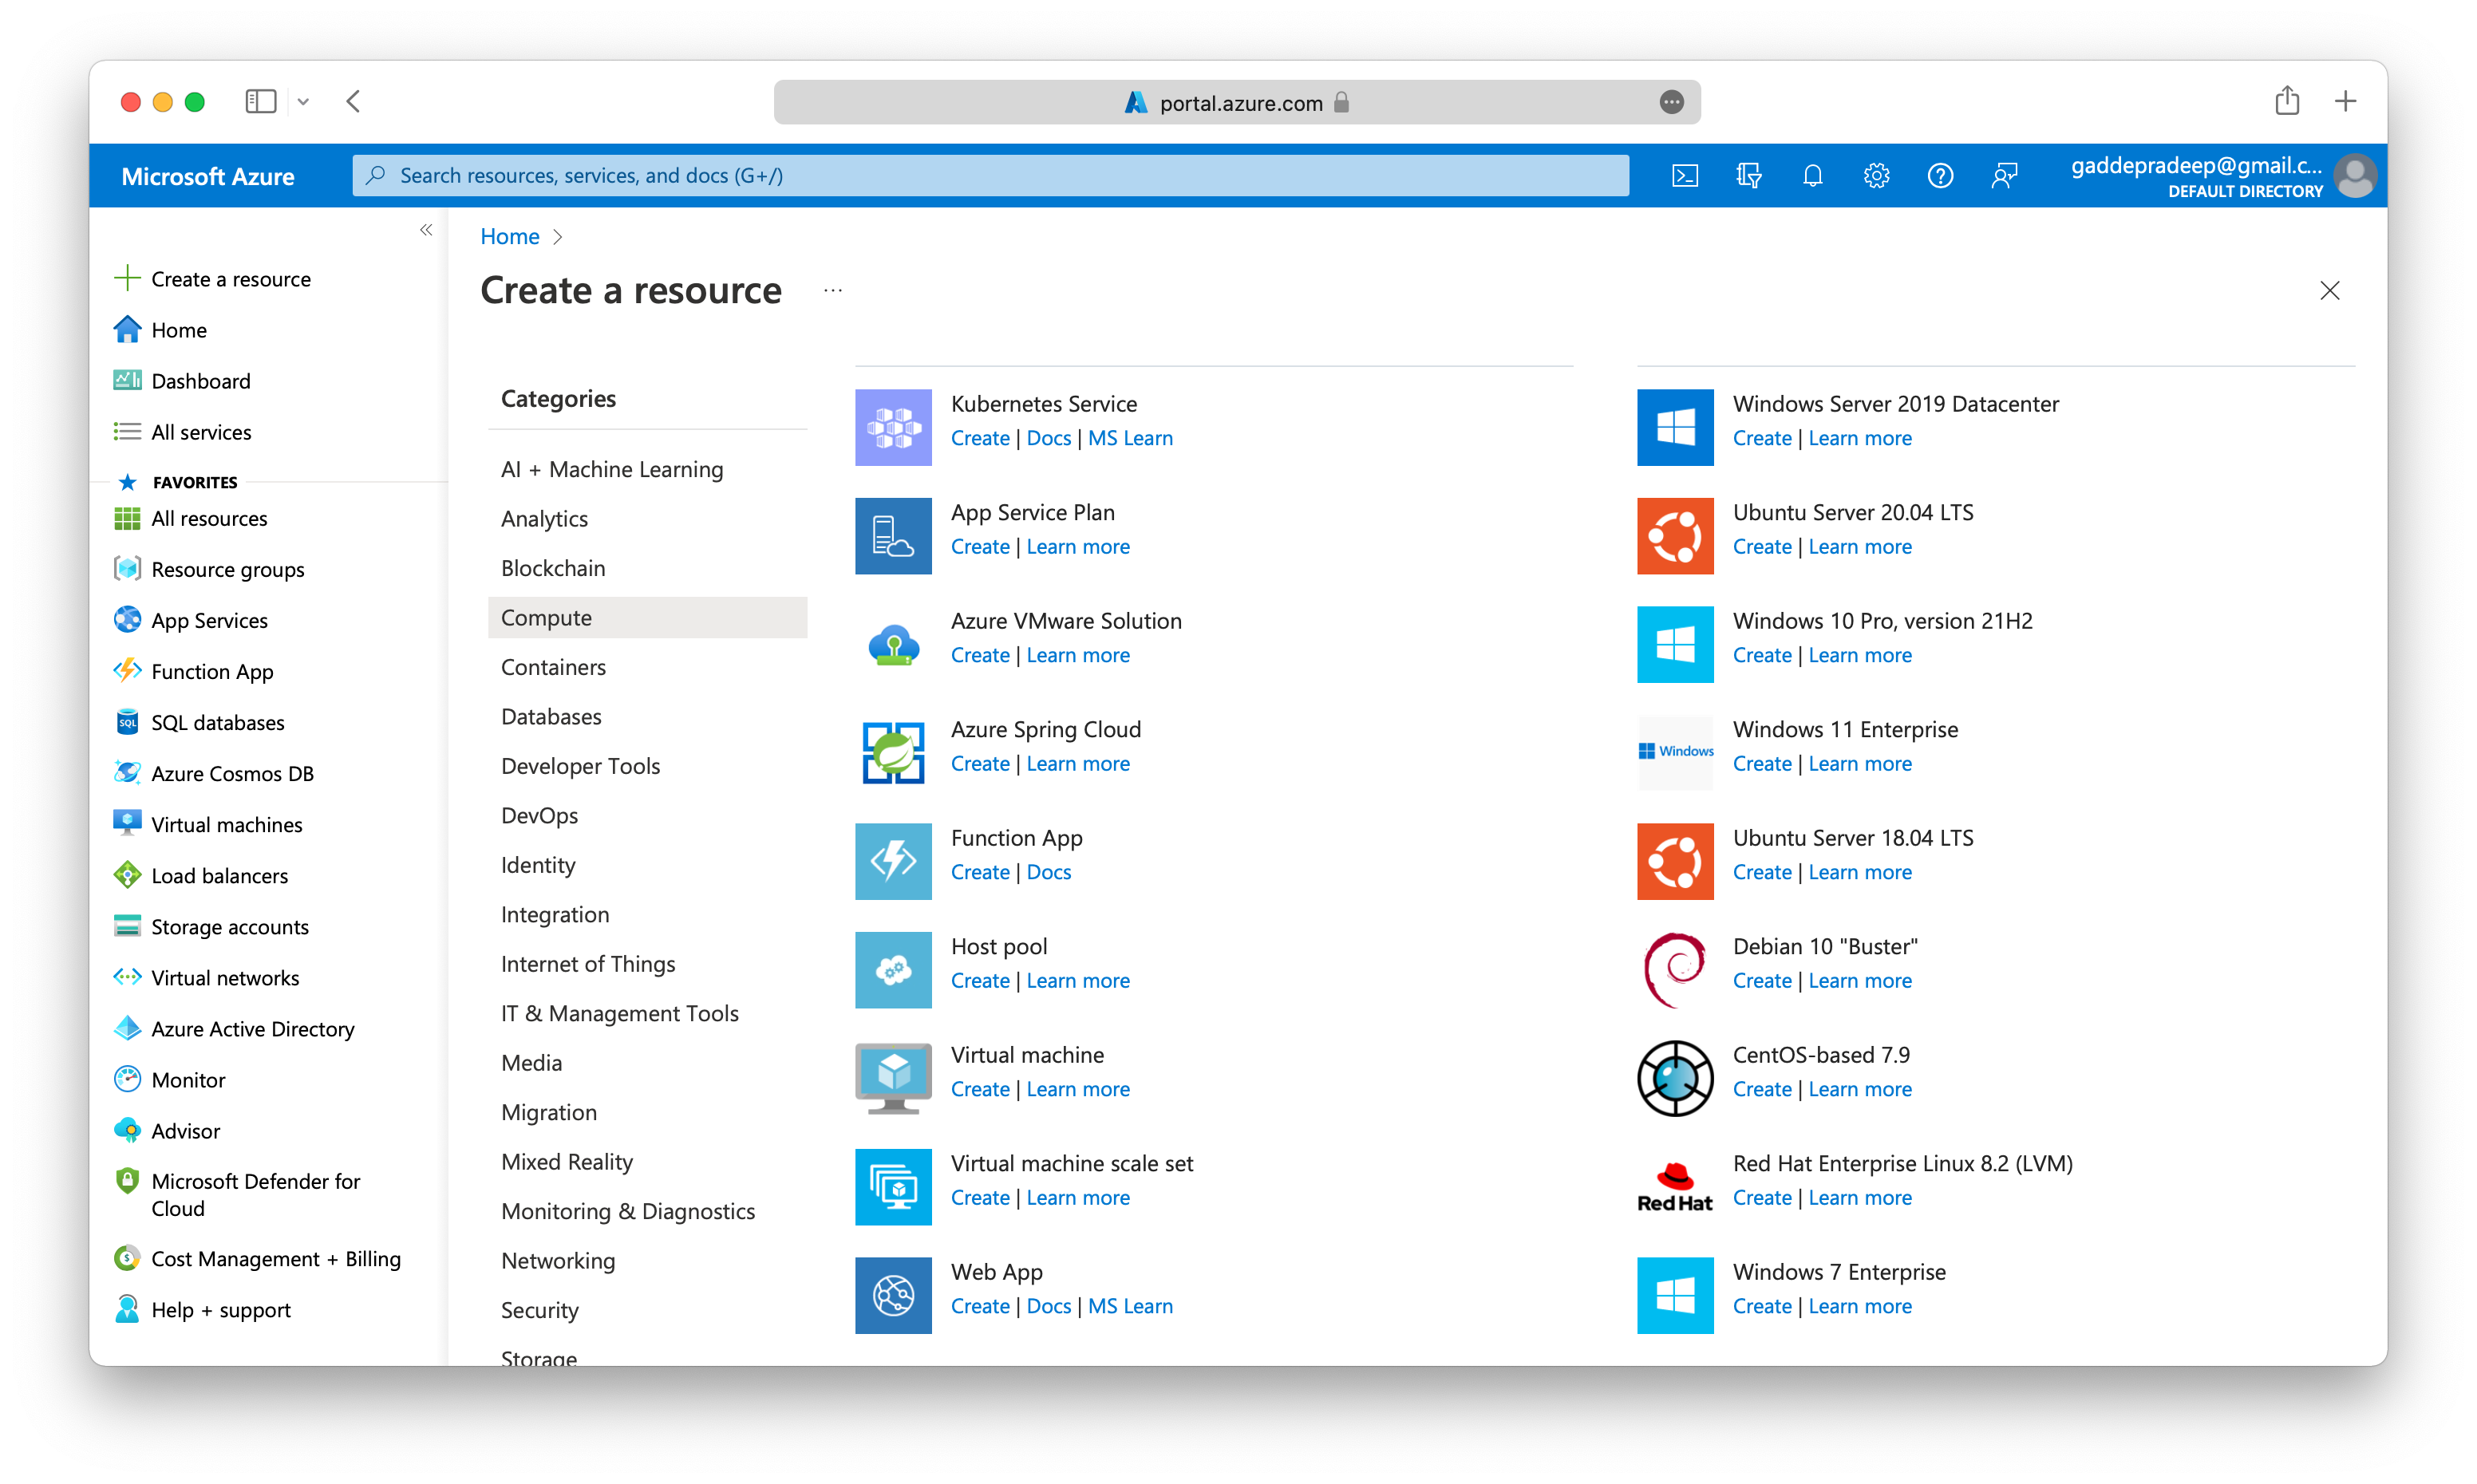 portal.azure.com
Microsoft Azure
Search resources, services, and docs (G+/)
gaddepradeep@gmail.c...
DEFAULT DIRECTORY
Create a resource
Home
Dashboard
All services
FAVORITES
All resources
Resource groups
App Services
Function App
SQL
SQL databases
Azure Cosmos DB
Virtual machines
Load balancers
Storage accounts
Virtual networks
Azure Active Directory
Monitor
Advisor
Microsoft Defender for
Cloud
Cost Management + Billing
Help + support
Home
Create a resource
...
Categories
AI + Machine Learning
Analytics
Blockchain
Compute
Containers
Databases
Developer Tools
DevOps
Identity
Integration
Internet of Things
IT & Management Tools
Media
Migration
Mixed Reality
Monitoring & Diagnostics
Networking
Security
Storage
Kubernetes Service
Create | Docs | MS Learn
App Service Plan
Create | Learn more
Azure VMware Solution
Create | Learn more
Azure Spring Cloud
Create | Learn more
Function App
Create | Docs
Host pool
Create | Learn more
Virtual machine
Create | Learn more
Virtual machine scale set
Create | Learn more
Web App
Create | Docs | MS Learn
Windows Server 2019 Datacenter
Create | Learn more
Ubuntu Server 20.04 LTS
Create | Learn more
Windows 10 Pro, version 21H2
Create | Learn more
Windows
Windows 11 Enterprise
Create | Learn more
Ubuntu Server 18.04 LTS
Create | Learn more
Debian 10 "Buster"
Create | Learn more
CentOS-based 7.9
Create | Learn more
Red Hat
Red Hat Enterprise Linux 8.2 (LVM)
Create | Learn more
Windows 7 Enterprise
Create | Learn more